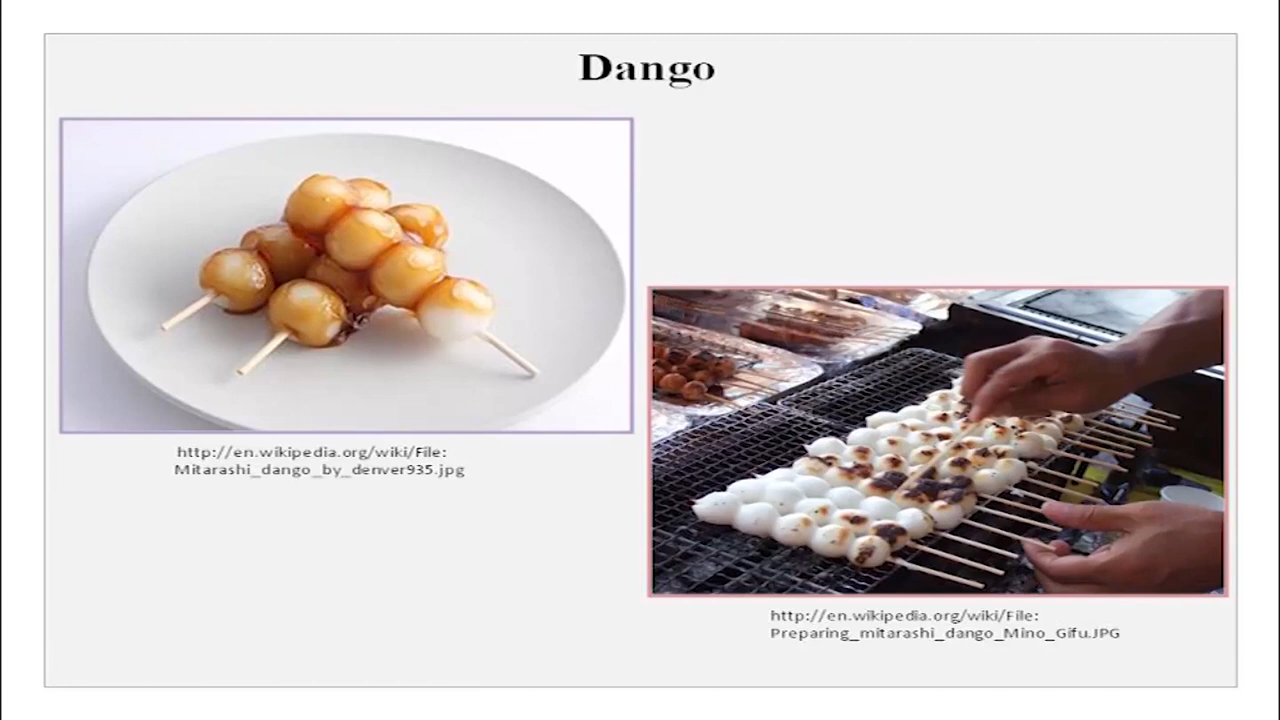 Dango
http://en.wikipedia.org/wiki/File:
Mitarashi_dango_by_denver935.jpg
http://en.wikipedia.org/wiki/File:
Preparing_mitarashi_dango_Mino_Gifu.JPG